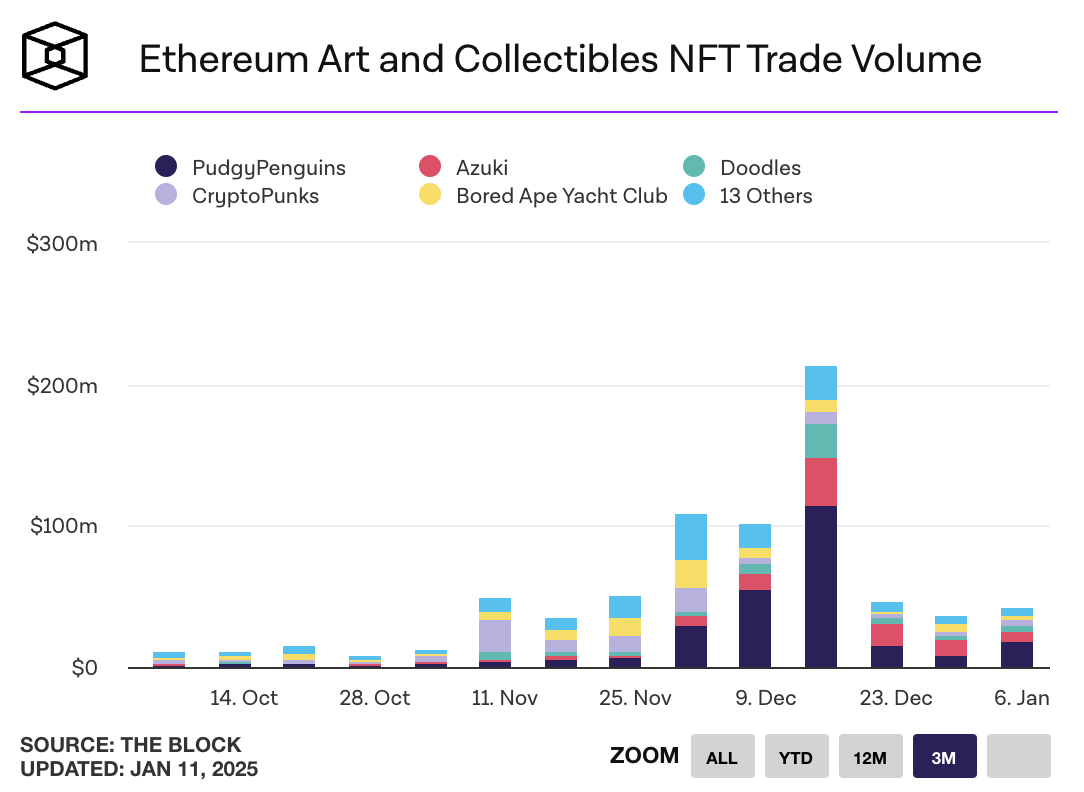 Ethereum Art and Collectibles NFT Trade Volume
PudgyPenguins Azuki Doodles
CryptoPunks Bored Ape Yacht Club 13 Others
$300m
$200m
$100m
$0
14. Oct 28. Oct 11. Nov 25. Nov 9. Dec 23. Dec 6. Jan
SOURCE: THE BLOCK
UPDATED: JAN 11, 2025
ZOOM ALL YTD 12M 3M